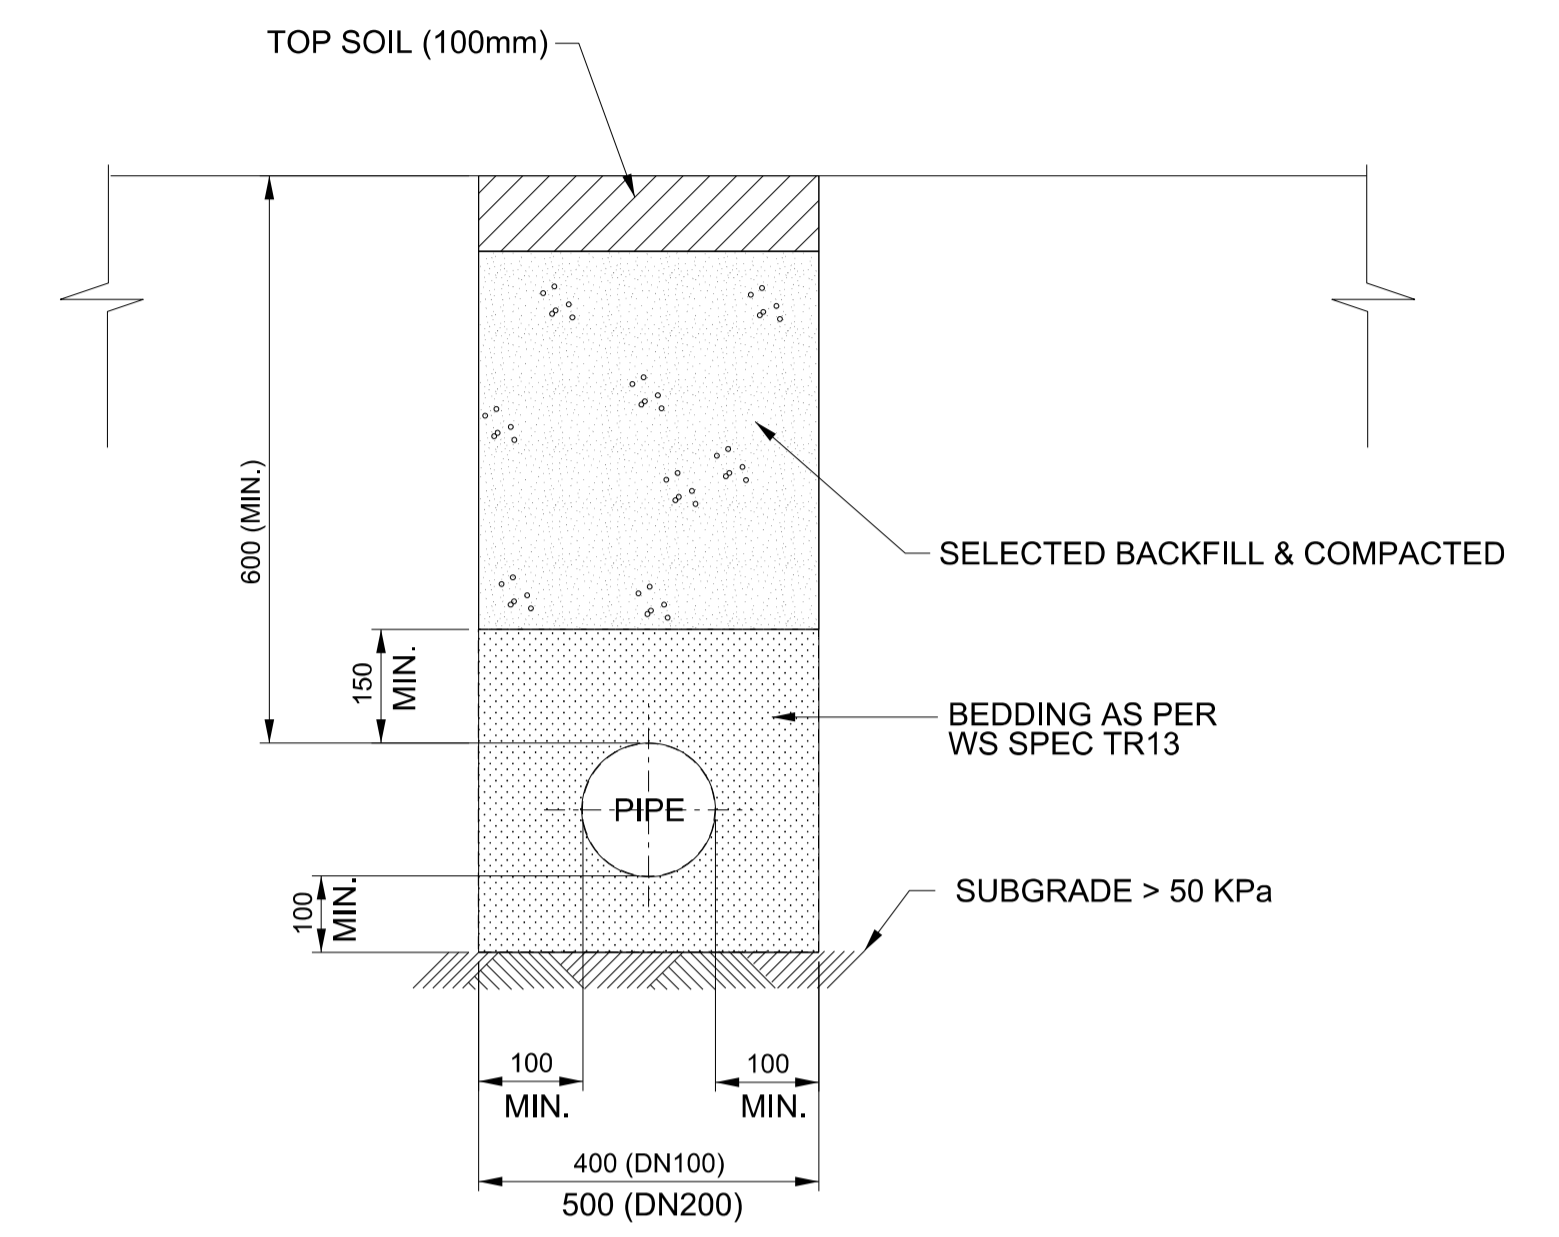 TOP SOIL (100mm)
600 (MIN.)
SELECTED BACKFILL & COMPACTED
150
MIN.
BEDDING AS PER
WS SPEC TR13
PIPE
100
MIN.
SUBGRADE > 50 KPa
100
MIN.
100
MIN.
400 (DN100)
500 (DN200)